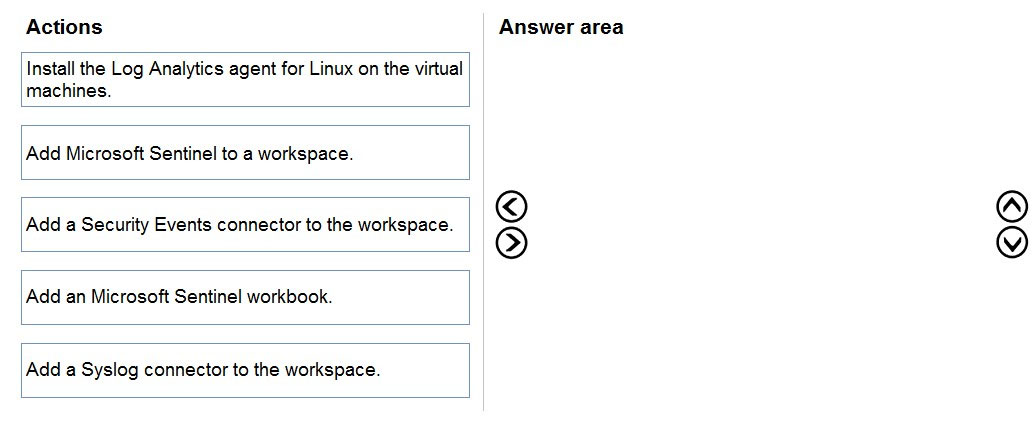 Actions
Answer area
Install the Log Analytics agent for Linux on the virtual
machines.
Add Microsoft Sentinel to a workspace.
Add a Security Events connector to the workspace.
Add an Microsoft Sentinel workbook.
Add a Syslog connector to the workspace.